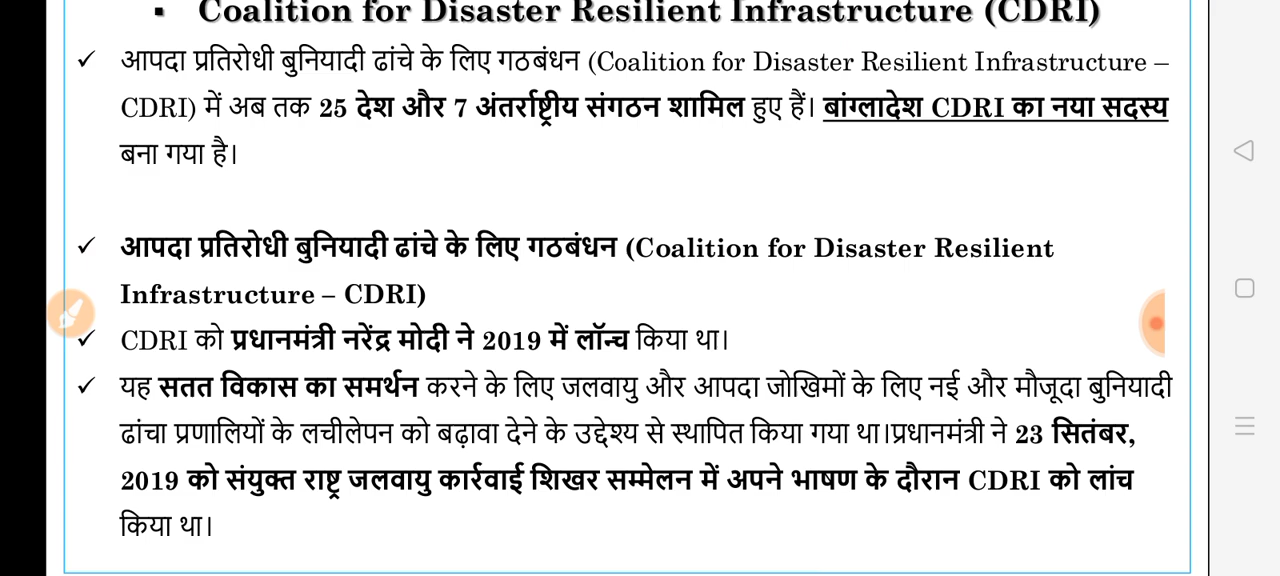 ▪ Coalition for Disaster Resilient Infrastructure (CDRI)
✓ आपदा प्रतिरोधी बुनियादी ढांचे के लिए गठबंधन (Coalition for Disaster Resilient Infrastructure –
CDRI) में अब तक 25 देश और 7 अंतर्राष्ट्रीय संगठन शामिल हुए हैं। बांग्लादेश CDRI का नया सदस्य
बना गया है।
✓ आपदा प्रतिरोधी बुनियादी ढांचे के लिए गठबंधन (Coalition for Disaster Resilient
Infrastructure – CDRI)
✓ CDRI को प्रधानमंत्री नरेंद्र मोदी ने 2019 में लॉन्च किया था।
✓ यह सतत विकास का समर्थन करने के लिए जलवायु और आपदा जोखिमों के लिए नई और मौजूदा बुनियादी
ढांचा प्रणालियों के लचीलेपन को बढ़ावा देने के उद्देश्य से स्थापित किया गया था।प्रधानमंत्री ने 23 सितंबर,
2019 को संयुक्त राष्ट्र जलवायु कार्रवाई शिखर सम्मेलन में अपने भाषण के दौरान CDRI को लांच
किया था।